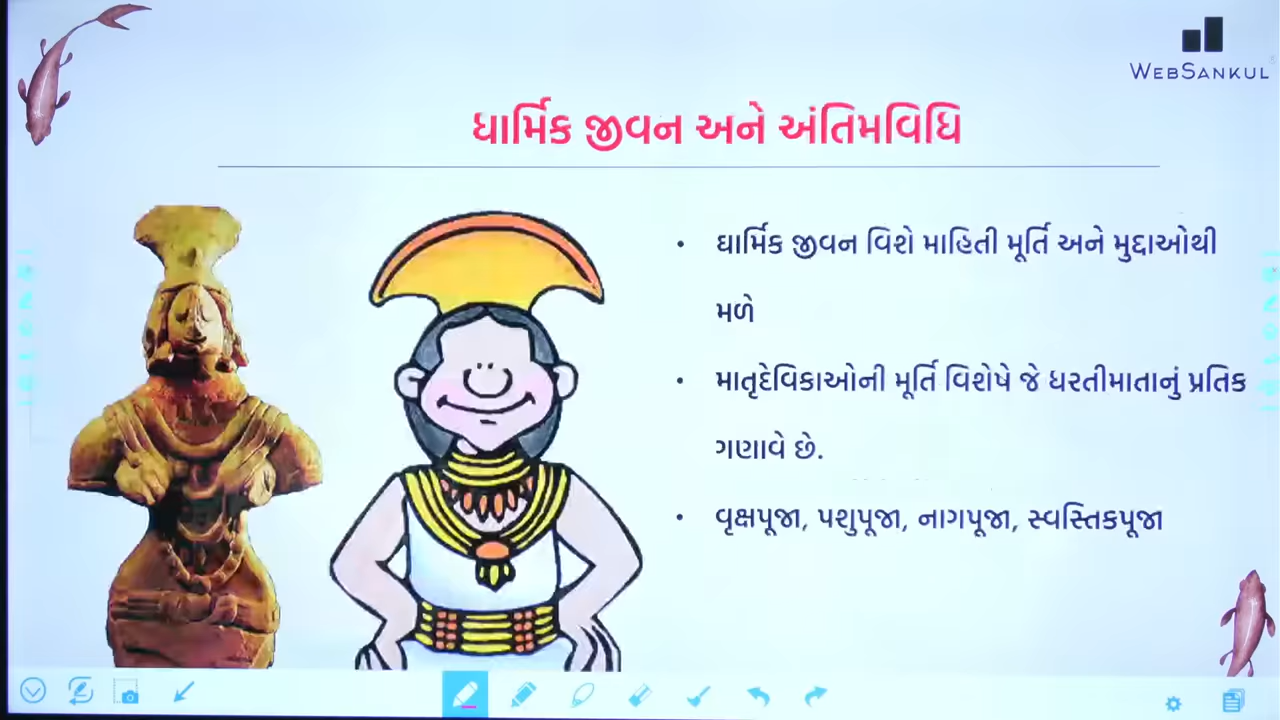 WEBSANKUL
ધાર્મિક જીવન અને અંતિમવિધિ
• ધાર્મિક જીવન વિશે માહિતી મૂર્તિ અને મુદ્દાઓથી
મળે
• માતૃદેવિકાઓની મૂર્તિ વિશેષે જે ધરતીમાતાનું પ્રતિક
ગણાવે છે.
• વૃક્ષપૂજા, પશુપૂજા, નાગપૂજા, સ્વસ્તિકપૂજા